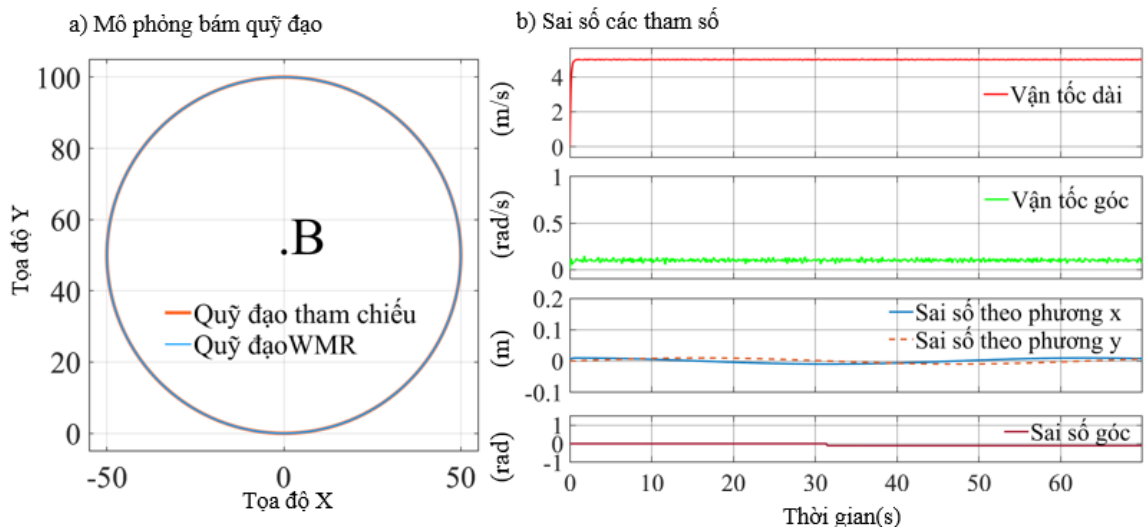 a) Mô phỏng bám quỹ đạo
100
80
60
40
20
0
Tọa độ Y
.B
Quỹ đạo tham chiếu
Quỹ đạoWMR
-50
0
50
Tọa độ X
b) Sai số các tham số
(m/s)
4
2
0
Vận tốc dài
(rad/s)
1
0.5
0
Vận tốc góc
(m)
0.2
0.1
0
-0.1
Sai số theo phương x
Sai số theo phương y
(rad)
1
0
-1
Sai số góc
0 10 20 30 40 50 60
Thời gian(s)